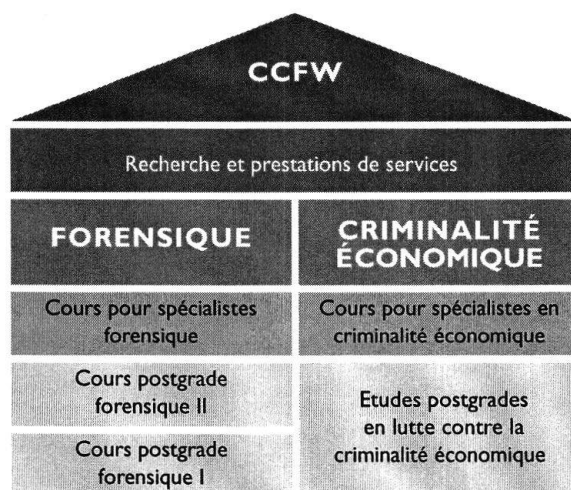 CCFW
Recherche et prestations de services
FORENSIQUE
CRIMINALITÉ
ÉCONOMIQUE
Cours pour spécialistes
forensique
Cours pour spécialistes en
criminalité économique
Cours postgrade
forensique II
Etudes postgrades
en lutte contre la
criminalité économique
Cours postgrade
forensique I